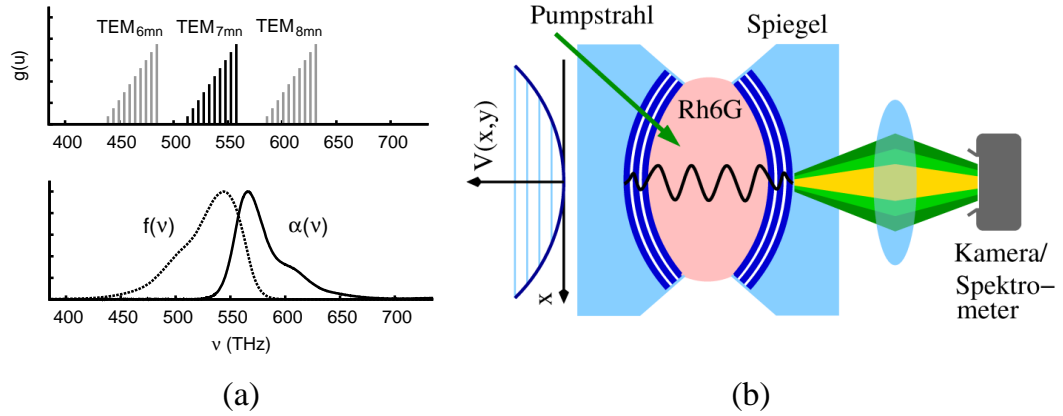 TEM6mn TEM7mn TEM8mn
g(u)
400 450 500 550 600 650 700
f(ν) α(ν)
400 450 500 550 600 650 700
ν (THz)
(a)
Pumpstrahl Spiegel
Rh6G
V(x,y)
x
Kamera/
Spektro−
meter
(b)